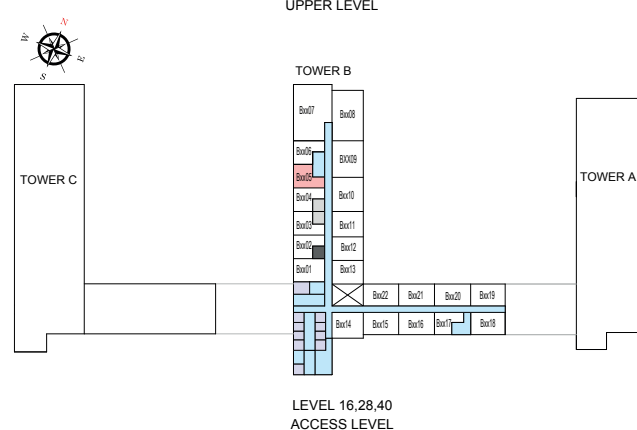 UPPER LEVEL
N
W
E
S
TOWER B
Bxx07
Bxx08
Bxx06
BXX09
Bxx05
TOWER C
TOWER A
Bxx04
Bxx10
Bxx03
Bxx11
Bxx02
Bxx12
Bxx01
Bxx13
Bxx22
Bxx21
Bxx20
Bxx19
Bxx14
Bxx15
Bxx16
Bxx17
Bxx18
LEVEL 16,28,40
ACCESS LEVEL